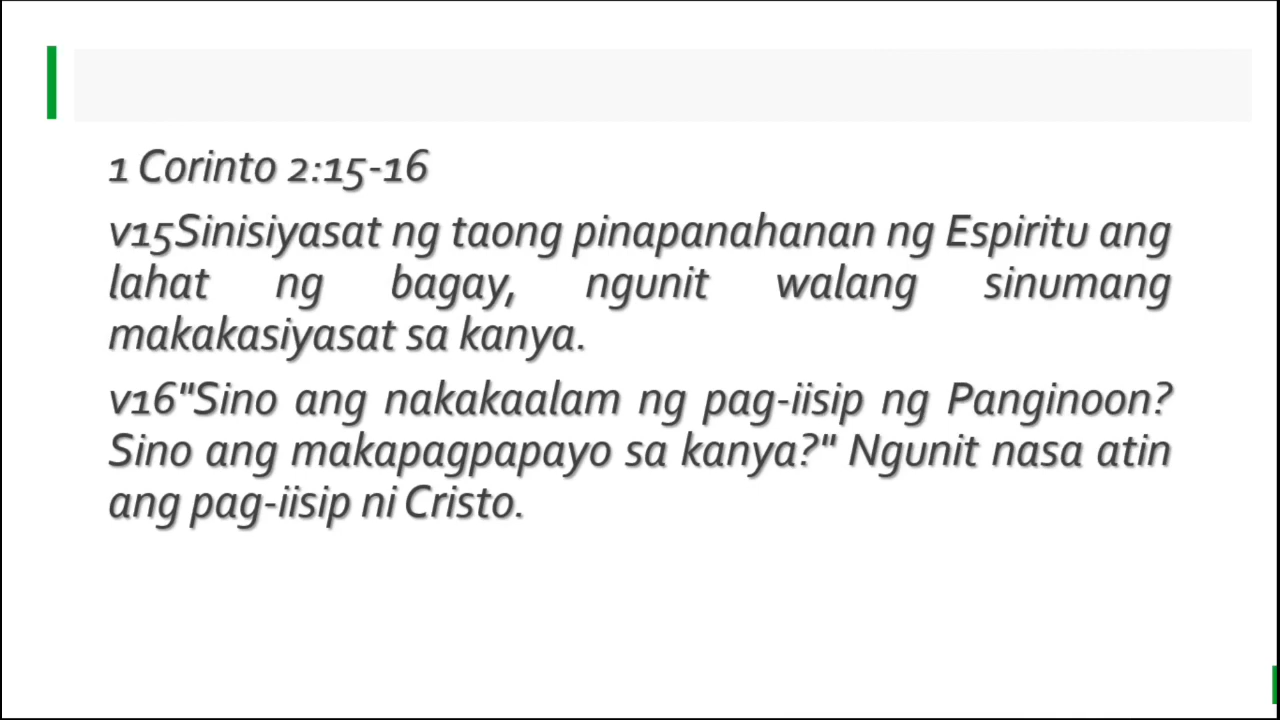 1 Corinto 2:15-16
v15Sinisiyasat ng taong pinapanahanan ng Espiritu ang
lahat ng bagay, ngunit walang sinumang
makakasiyasat sa kanya.
v16"Sino ang nakakaalam ng pag-iisip ng Panginoon?
Sino ang makapagpapayo sa kanya?" Ngunit nasa atin
ang pag-iisip ni Cristo.